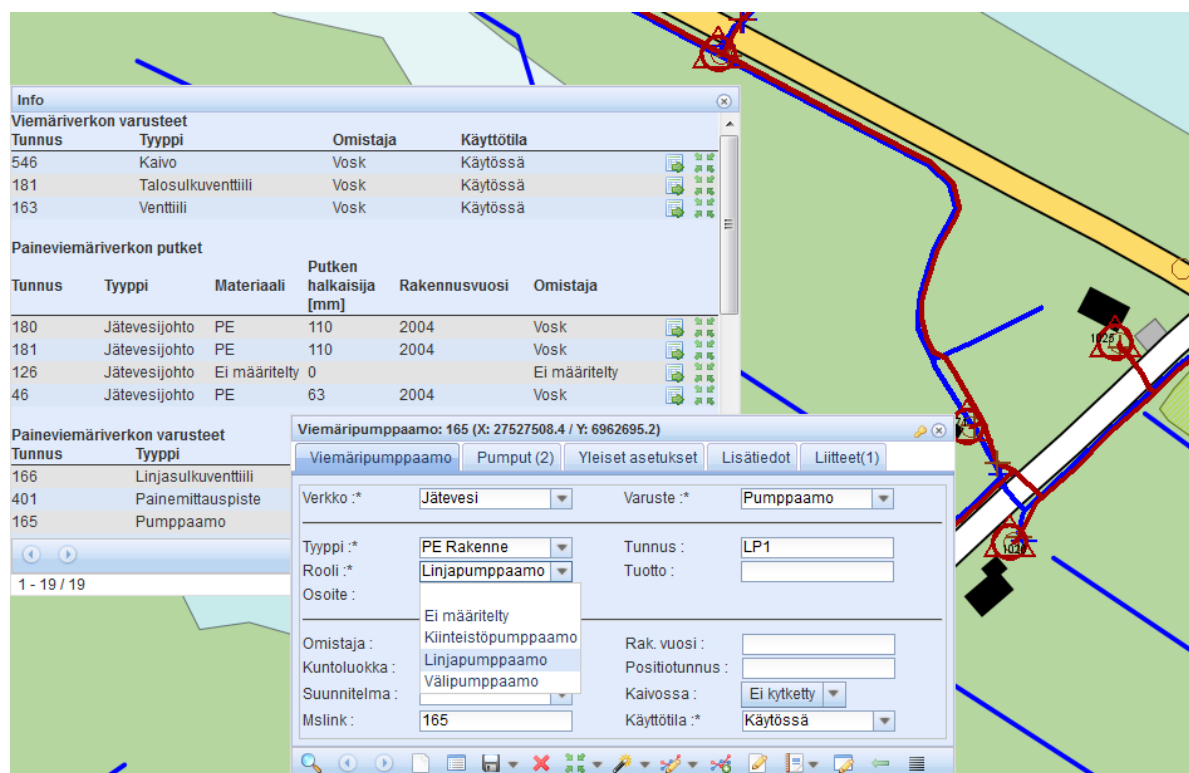 Info
Viemäriverkon varusteet
Tunnus Tyyppi Omistaja Käyttötila
546 Kaivo Vosk Käytössä
181 Talosulkuventtiili Vosk Käytössä
163 Venttiili Vosk Käytössä
Paineviemäriverkon putket
Tunnus Tyyppi Materiaali Putken halkaisija [mm] Rakennusvuosi Omistaja
180 Jätevesijohto PE 110 2004 Vosk
181 Jätevesijohto PE 110 2004 Vosk
126 Jätevesijohto Ei määritelty 0 Ei määritelty
46 Jätevesijohto PE 63 2004 Vosk
Paineviemäriverkon varusteet
Tunnus Tyyppi
166 Linjasulkuventtiili
401 Painemittauspiste
165 Pumppaamo
1 - 19 / 19
Viemäripumppaamo: 165 (X: 27527508.4 / Y: 6962695.2)
Viemäripumppaamo Pumput (2) Yleiset asetukset Lisätiedot Liitteet(1)
Verkko :* Jätevesi Varuste :* Pumppaamo
Tyyppi :* PE Rakenne Tunnus : LP1
Rooli :* Linjapumppaamo Tuotto :
Osoite :
Ei määritelty
Kiinteistöpumppaamo
Linjapumppaamo
Välipumppaamo
Omistaja : Rak. vuosi :
Kuntoluokka : Positiotunnus :
Suunnitelma : Kaivossa : Ei kytketty
Mslink : 165 Käyttötila :* Käytössä
1025